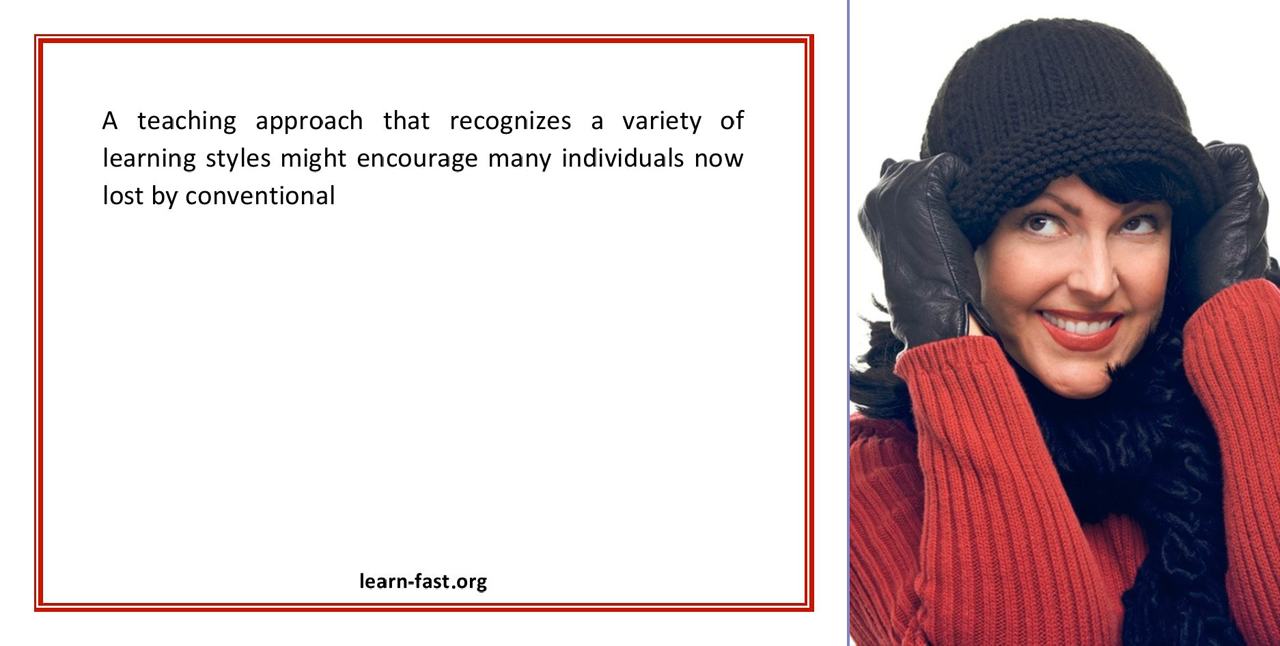 A teaching approach that recognizes a variety of
learning styles might encourage many individuals now
lost by conventional
learn-fast.org